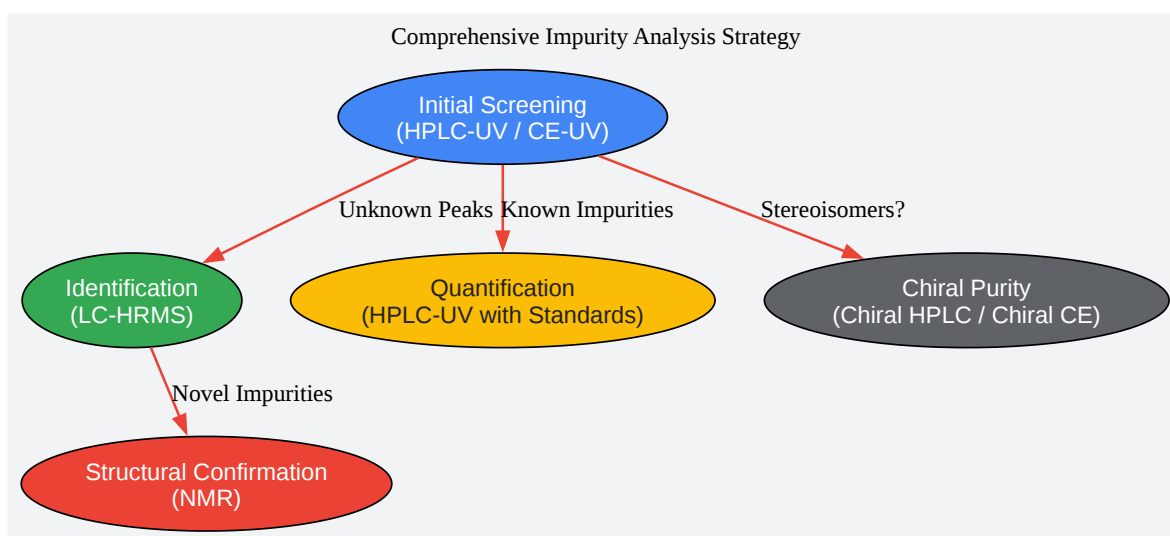 Comprehensive Impurity Analysis Strategy
Initial Screening
(HPLC-UV / CE-UV)
Unknown Peaks
Known Impurities
Stereoisomers?
Identification
(LC-HRMS)
Quantification
(HPLC-UV with Standards)
Chiral Purity
(Chiral HPLC / Chiral CE)
Novel Impurities
Structural Confirmation
(NMR)